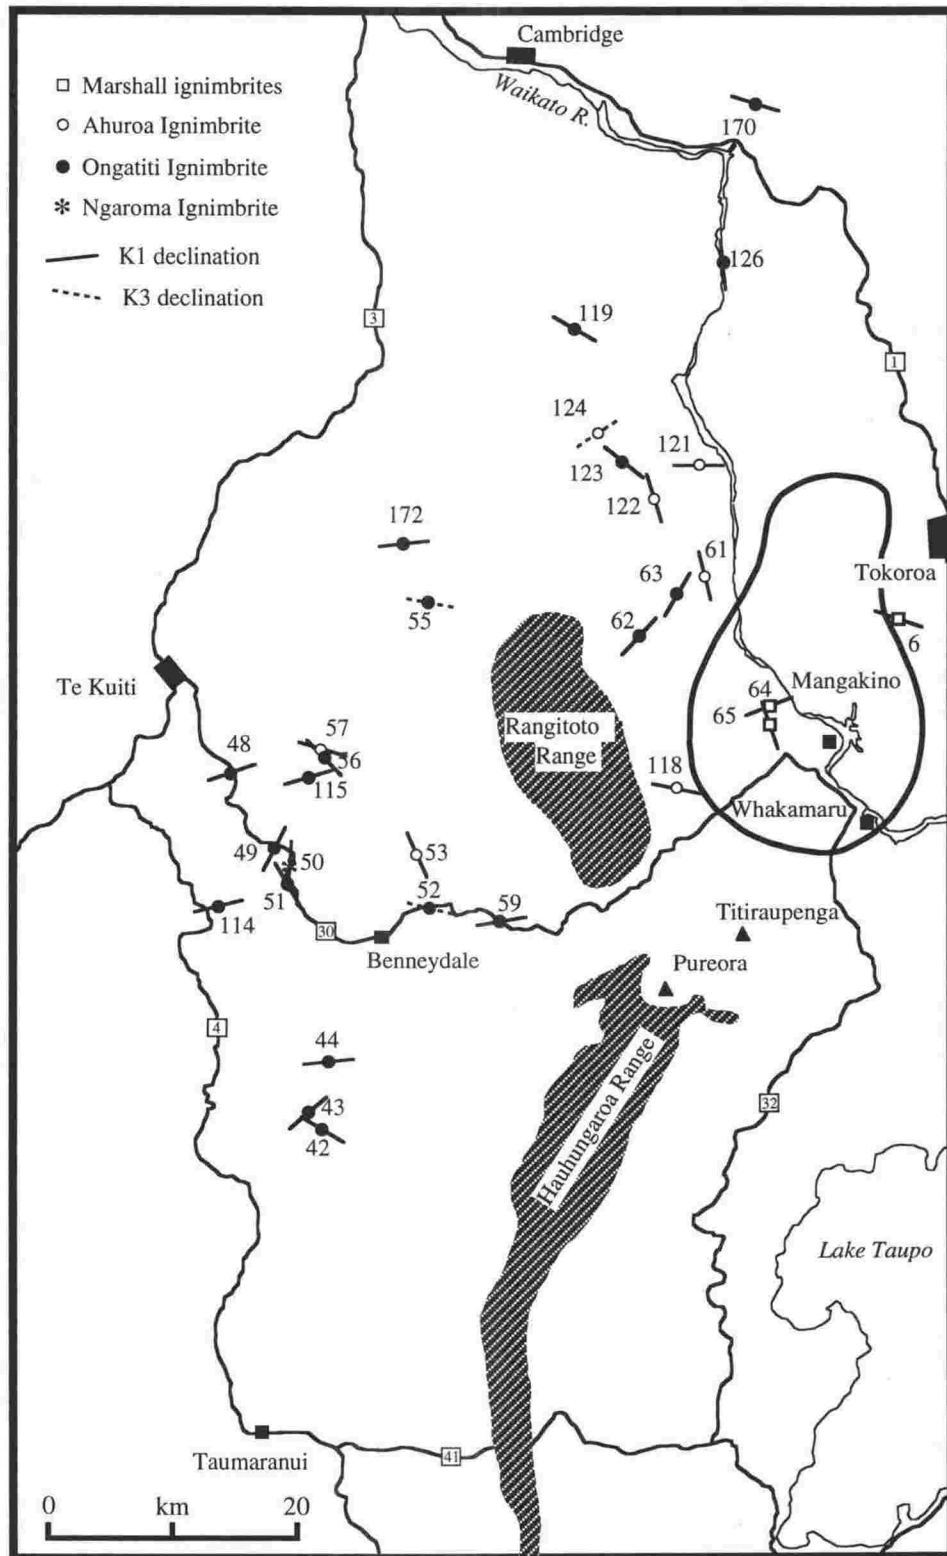 Cambridge
Waikato R.
Marshall ignimbrites
Ahuroa Ignimbrite
Ongatiti Ignimbrite
Ngaroma Ignimbrite
K1 declination
K3 declination
170
126
3
119
1
124
121
123
122
172
61
63
Tokoroa
55
62
6
Te Kuiti
Mangakino
64
65
Rangitoto
Range
57
48
56
115
118
Whakamaru
49
50
53
51
52
59
114
30
Titiraupenga
Benneydale
Pureora
4
44
Hauhungaroa Range
43
32
42
Lake Taupo
41
Taumaranui
0 km 20